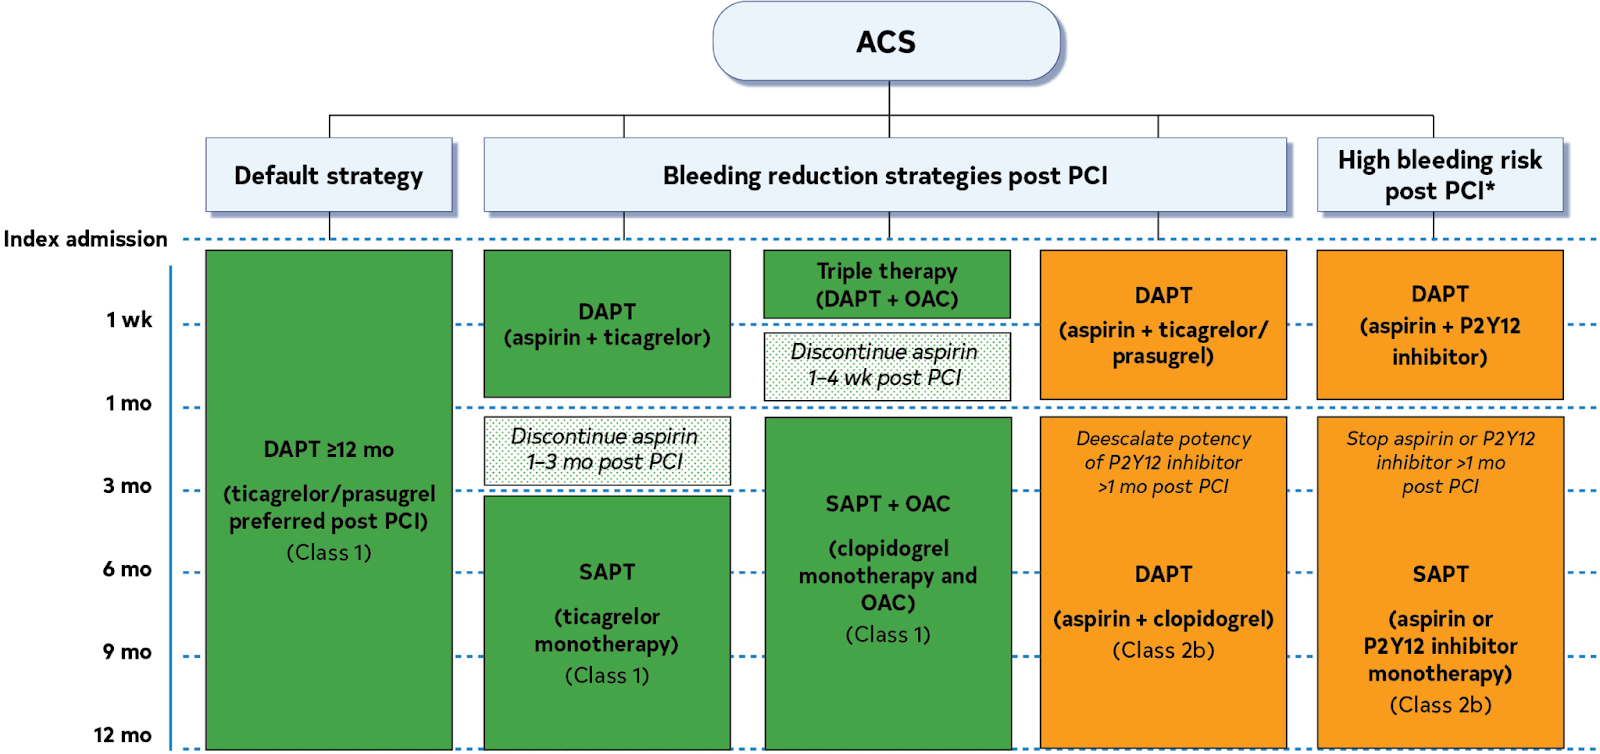 ACS
Default strategy
Bleeding reduction strategies post PCI
High bleeding risk
post PCI*
Index admission
1 wk
1 mo
3 mo
6 mo
9 mo
12 mo
DAPT ≥12 mo
(ticagrelor/prasugrel
preferred post PCI)
(Class 1)
DAPT
(aspirin + ticagrelor)
Discontinue aspirin
1–3 mo post PCI
SAPT
(ticagrelor
monotherapy)
(Class 1)
Triple therapy
(DAPT + OAC)
Discontinue aspirin
1–4 wk post PCI
SAPT + OAC
(clopidogrel
monotherapy and
OAC)
(Class 1)
DAPT
(aspirin + ticagrelor/
prasugrel)
Deescalate potency
of P2Y12 inhibitor
>1 mo post PCI
DAPT
(aspirin + clopidogrel)
(Class 2b)
DAPT
(aspirin + P2Y12
inhibitor)
Stop aspirin or P2Y12
inhibitor >1 mo
post PCI
SAPT
(aspirin or
P2Y12 inhibitor
monotherapy)
(Class 2b)